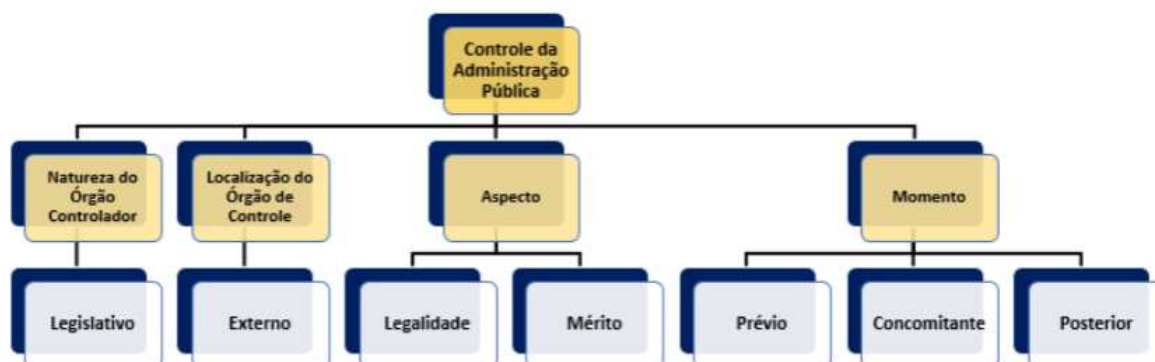 Controle da
Administração
Pública
Natureza do
Órgão
Controlador
Localização do
Órgão de
Controle
Aspecto
Momento
Legislativo
Externo
Legalidade
Mérito
Prévio
Concomitante
Posterior